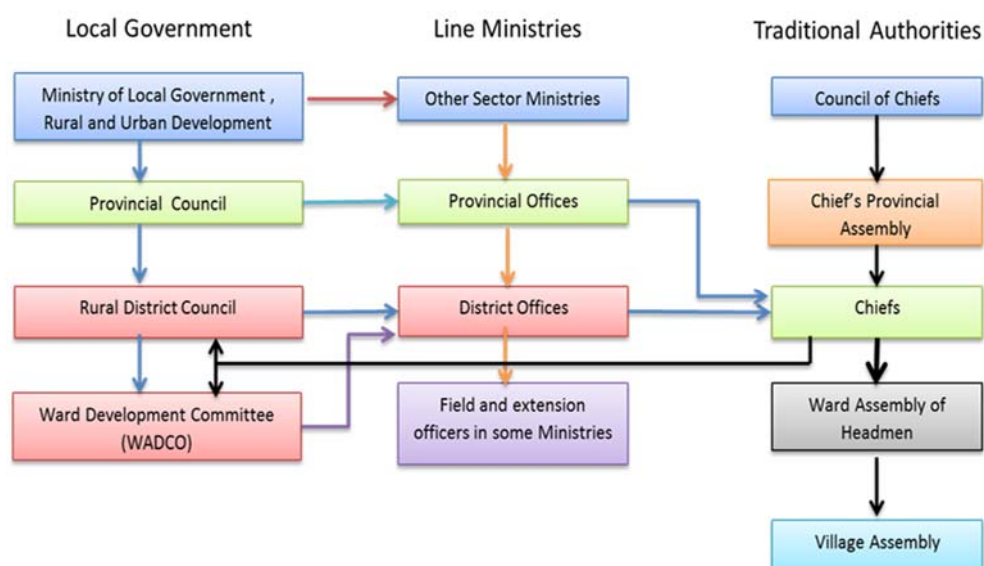 Local Government
Line Ministries
Traditional Authorities
Ministry of Local Government ,
Rural and Urban Development
Other Sector Ministries
Council of Chiefs
Provincial Council
Provincial Offices
Chief's Provincial
Assembly
Rural District Council
District Offices
Chiefs
Ward Development Committee
(WADCO)
Field and extension
officers in some Ministries
Ward Assembly of
Headmen
Village Assembly